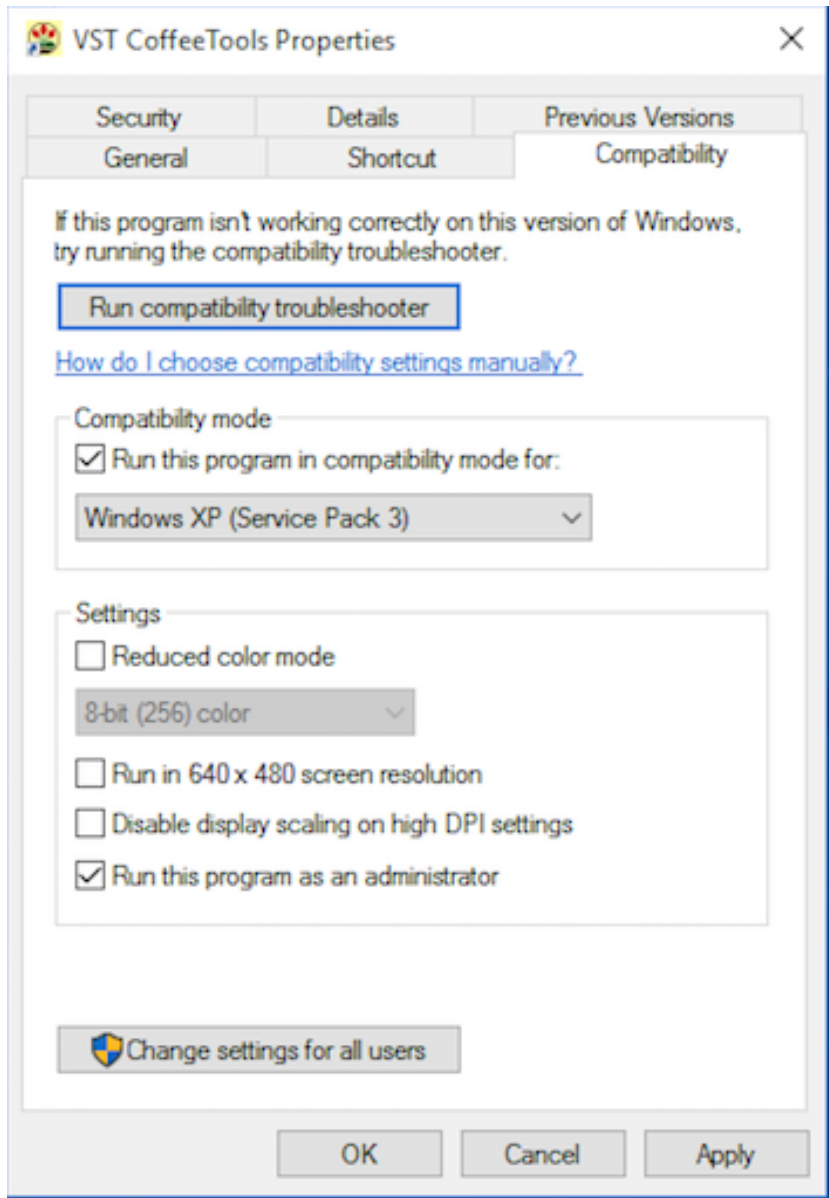 VST CoffeeTools Properties
Security Details Previous Versions
General Shortcut Compatibility
If this program isn't working correctly on this version of Windows,
try running the compatibility troubleshooter.
Run compatibility troubleshooter
How do I choose compatibility settings manually?
Compatibility mode
Run this program in compatibility mode for:
Windows XP (Service Pack 3)
Settings
Reduced color mode
8-bit (256) color
Run in 640 x 480 screen resolution
Disable display scaling on high DPI settings
Run this program as an administrator
Change settings for all users
OK Cancel Apply